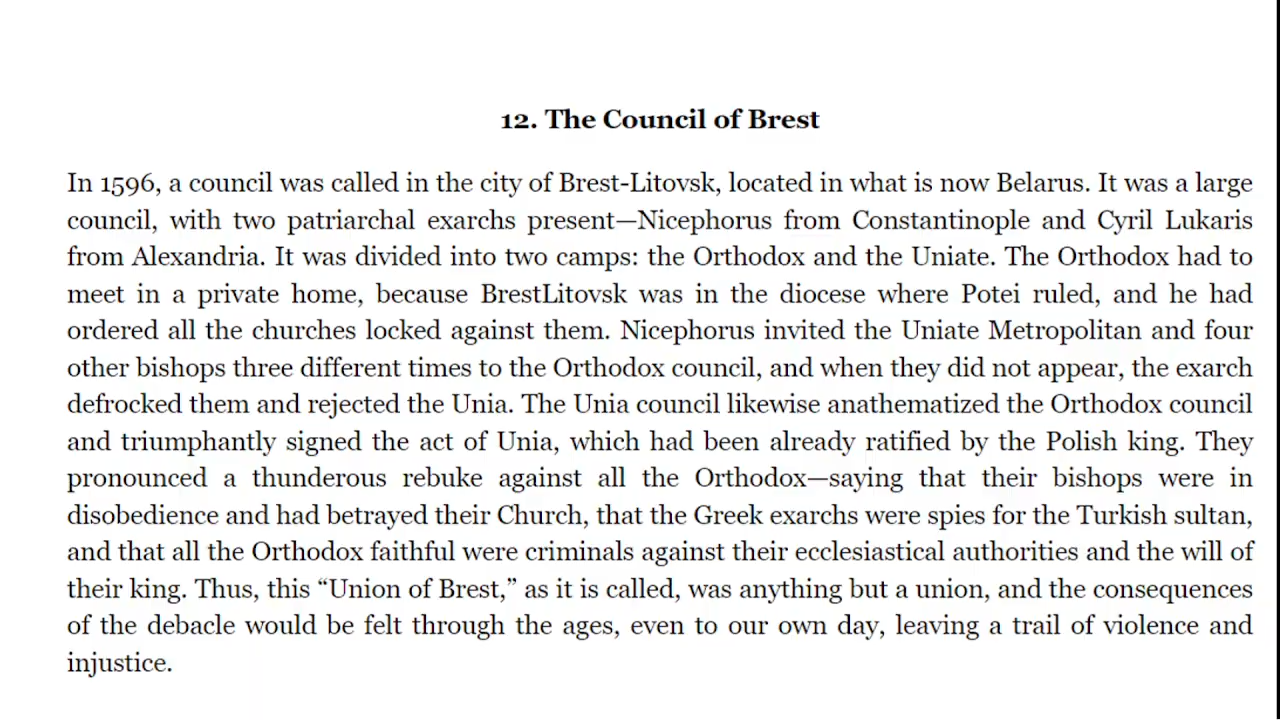 12. The Council of Brest
In 1596, a council was called in the city of Brest-Litovsk, located in what is now Belarus. It was a large
council, with two patriarchal exarchs present—Nicephorus from Constantinople and Cyril Lukaris
from Alexandria. It was divided into two camps: the Orthodox and the Uniate. The Orthodox had to
meet in a private home, because BrestLitovsk was in the diocese where Potei ruled, and he had
ordered all the churches locked against them. Nicephorus invited the Uniate Metropolitan and four
other bishops three different times to the Orthodox council, and when they did not appear, the exarch
defrocked them and rejected the Unia. The Unia council likewise anathematized the Orthodox council
and triumphantly signed the act of Unia, which had been already ratified by the Polish king. They
pronounced a thunderous rebuke against all the Orthodox—saying that their bishops were in
disobedience and had betrayed their Church, that the Greek exarchs were spies for the Turkish sultan,
and that all the Orthodox faithful were criminals against their ecclesiastical authorities and the will of
their king. Thus, this “Union of Brest,” as it is called, was anything but a union, and the consequences
of the debacle would be felt through the ages, even to our own day, leaving a trail of violence and
injustice.